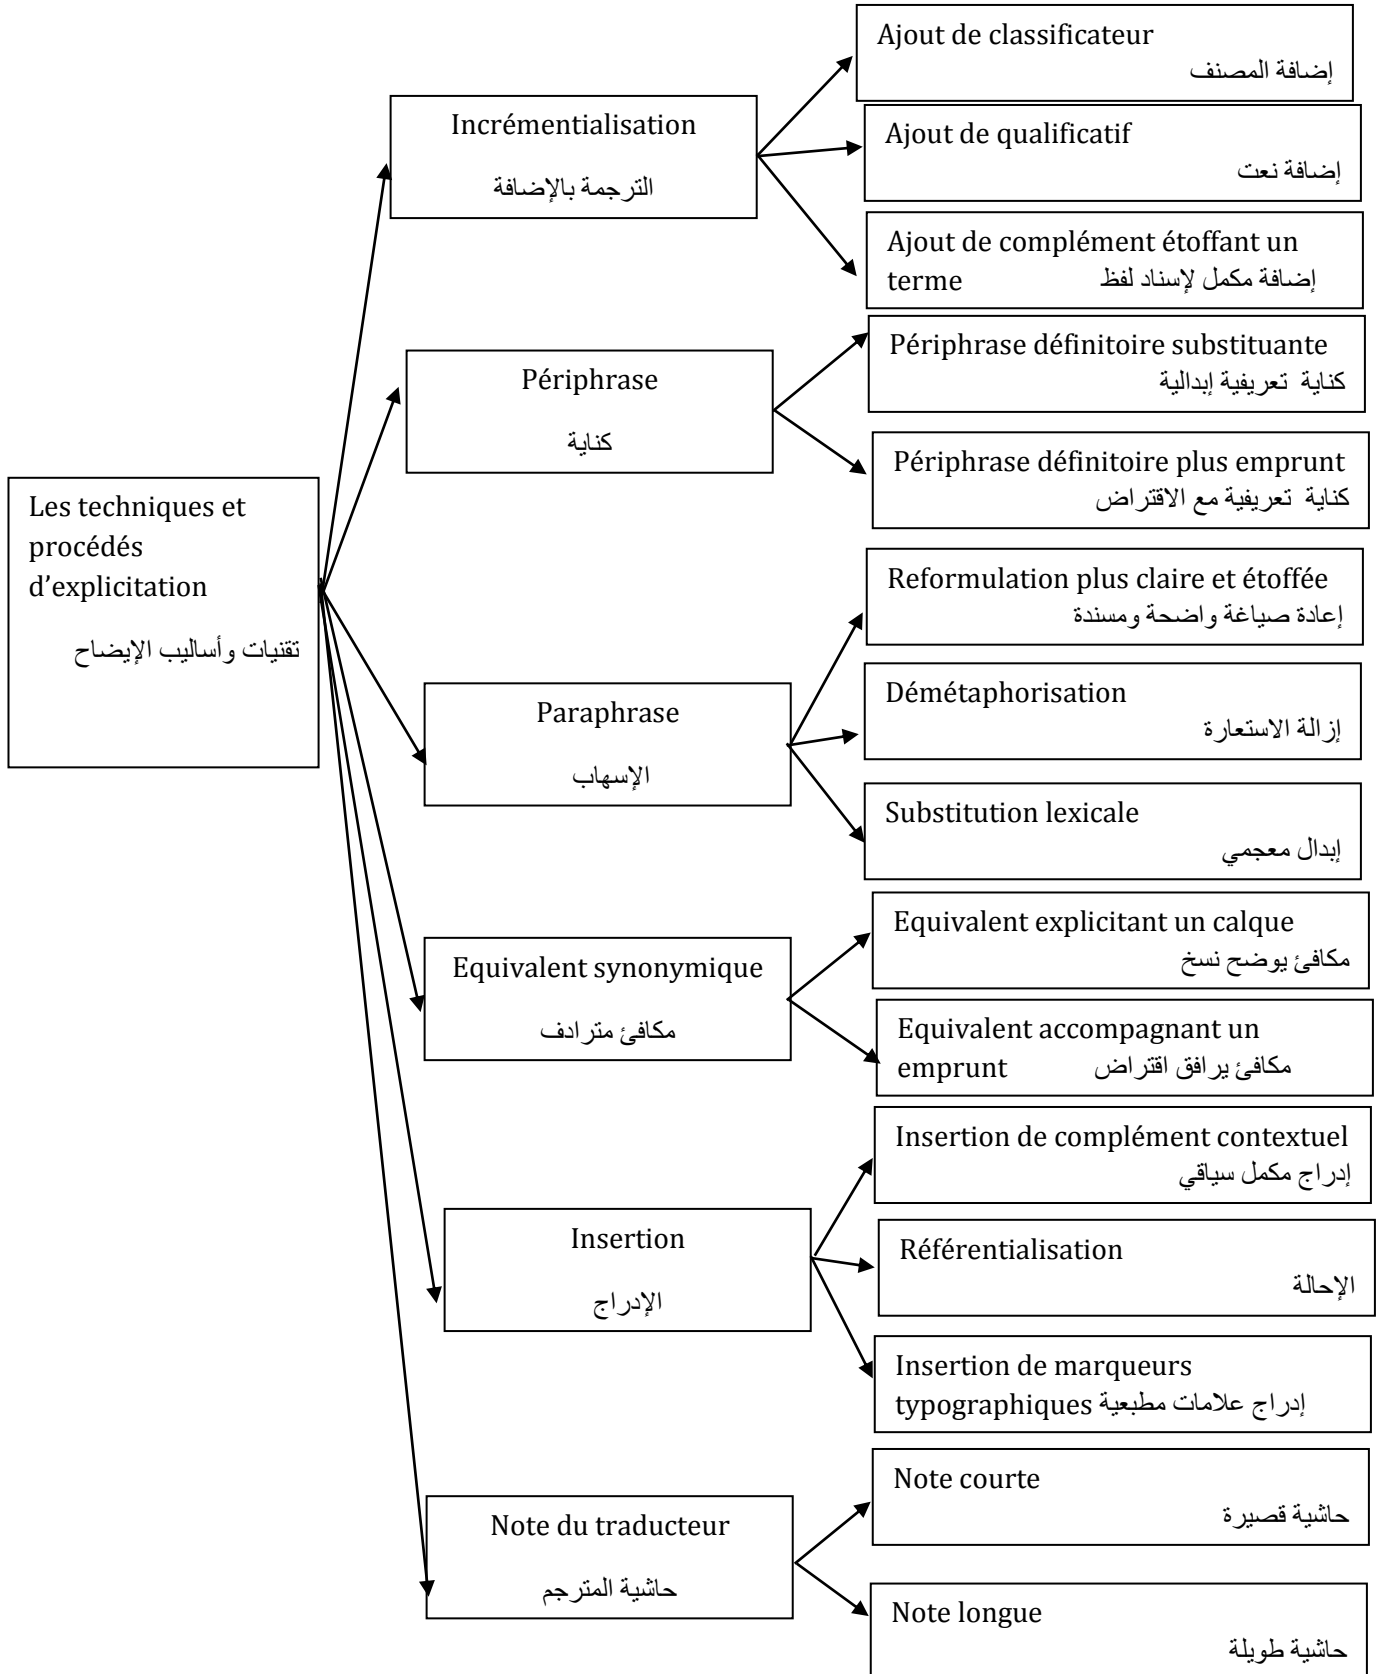 Les techniques et
procédés
d’explicitation
تقنيات وأساليب الإيضاح
Incrémentialisation
الترجمة بالإضافة
Ajout de classificateur
إضافة المصنف
Ajout de qualificatif
إضافة نعت
Ajout de complément étoffant un
terme إضافة مكمل لإسناد لفظ
Périphrase
كناية
Périphrase définitoire substituante
كناية تعريفية إبدالية
Périphrase définitoire plus emprunt
كناية تعريفية مع الاقتراض
Paraphrase
الإسهاب
Reformulation plus claire et étoffée
إعادة صياغة واضحة ومسندة
Démétaphorisation
إزالة الاستعارة
Substitution lexicale
إبدال معجمي
Equivalent synonymique
مكافئ مترادف
Equivalent explicitant un calque
مكافئ يوضح نسخ
Equivalent accompagnant un
emprunt مكافئ يرافق اقتراض
Insertion
الإدراج
Insertion de complément contextuel
إدراج مكمل سياقي
Référentialisation
الإحالة
Insertion de marqueurs
typographiques إدراج علامات مطبعية
Note du traducteur
حاشية المترجم
Note courte
حاشية قصيرة
Note longue
حاشية طويلة